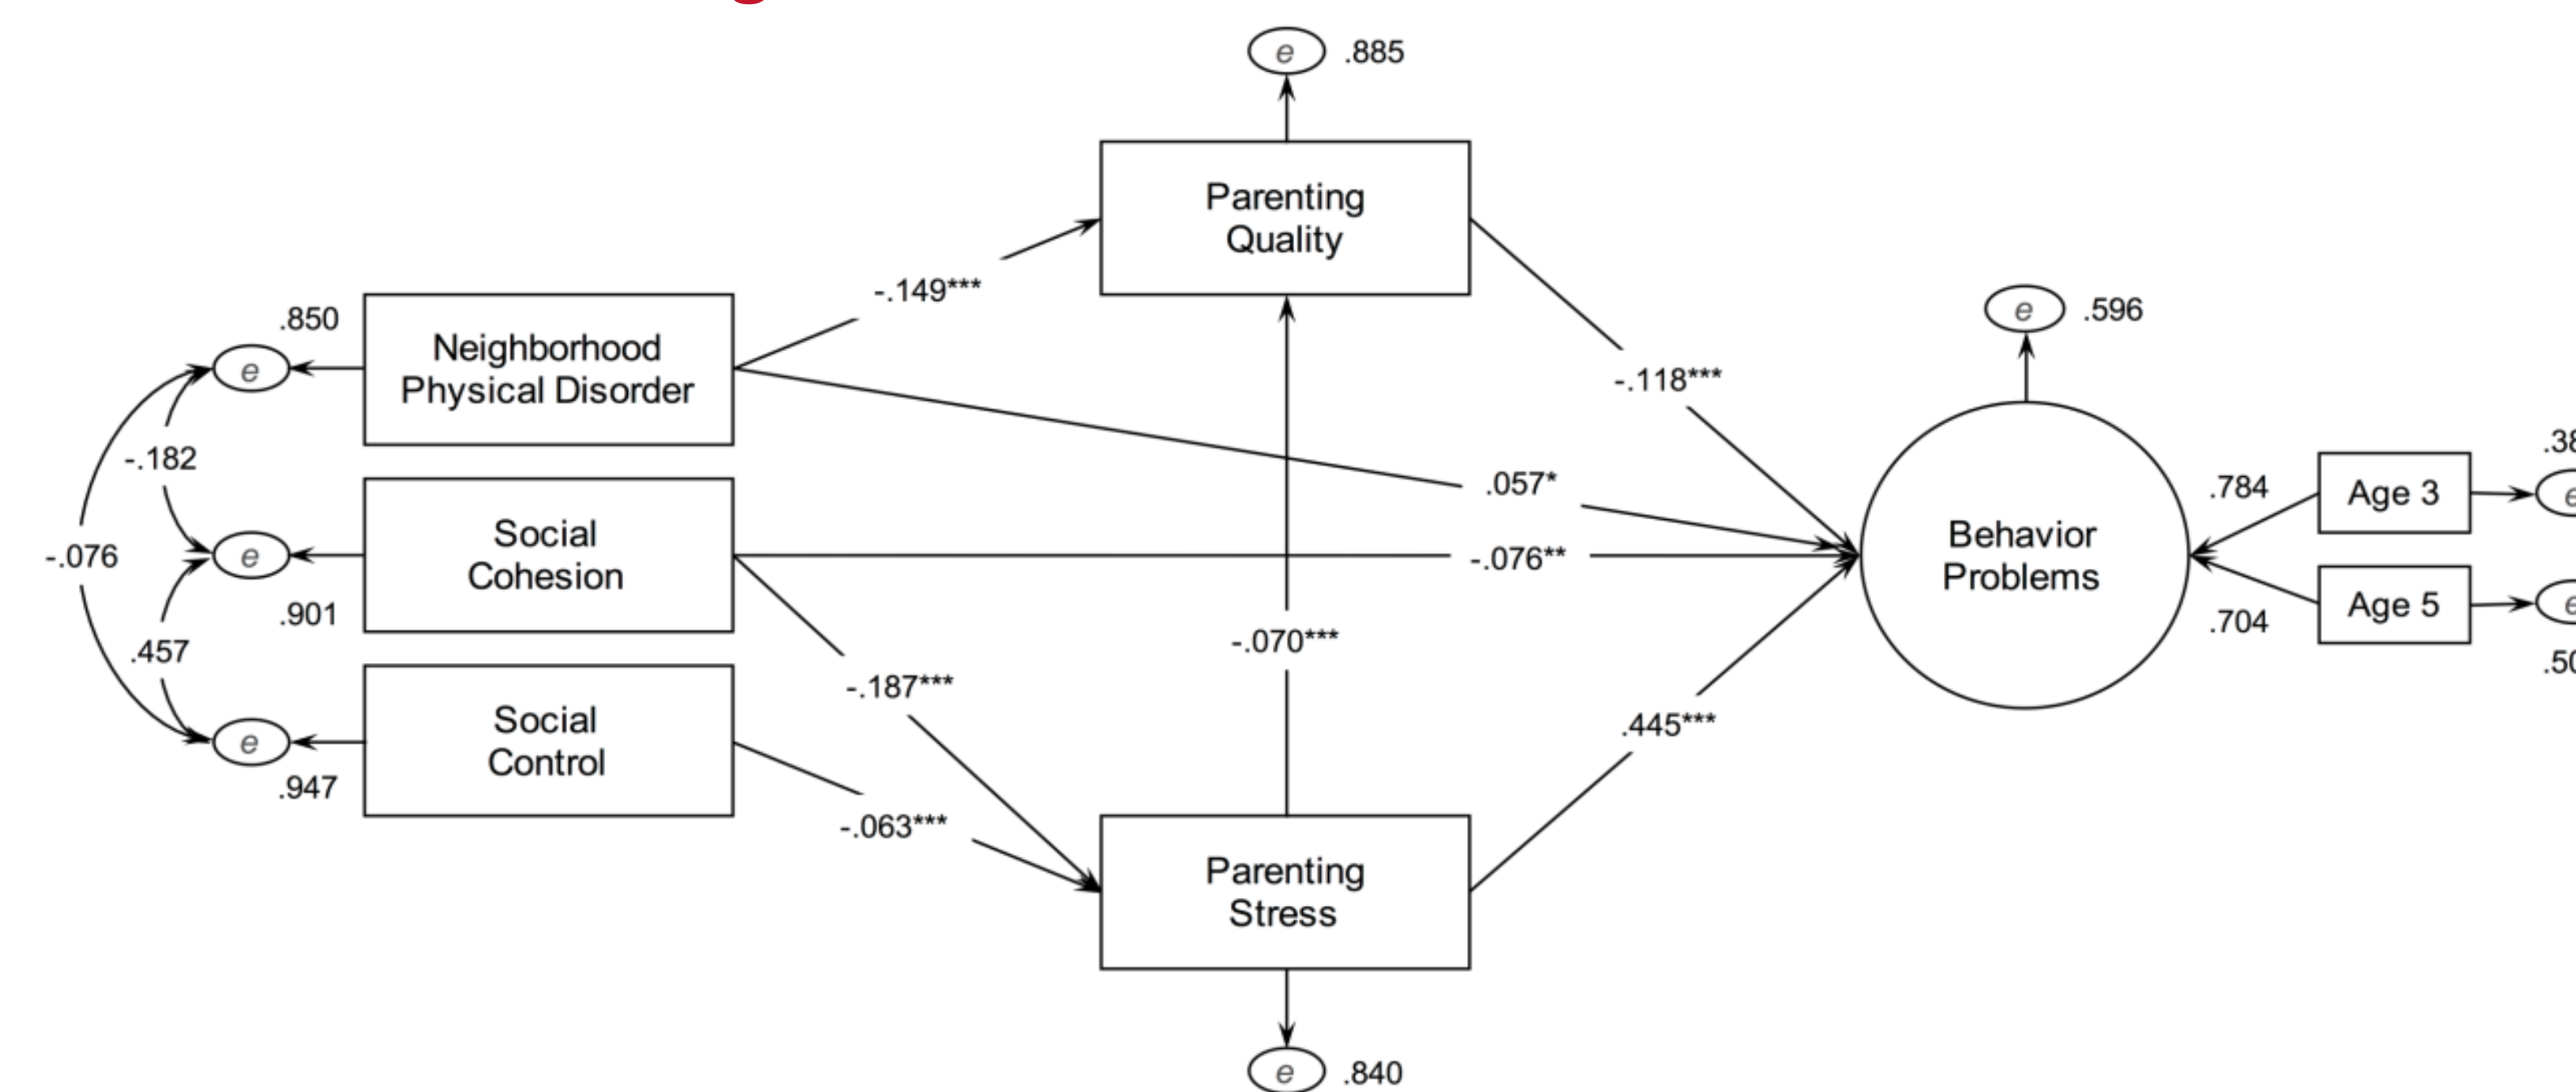 e .885
Parenting
Quality
-.149***
.850
Neighborhood
Physical Disorder
e
-.118***
e .596
-.182
.057*
Social
Cohesion
e
-.076
-.076**
.901
Behavior
Problems
.784
Age 3
e
.704
Age 5
e
.457
-.070***
-.187***
Social
Control
e
.947
.445***
-.063***
Parenting
Stress
e .840